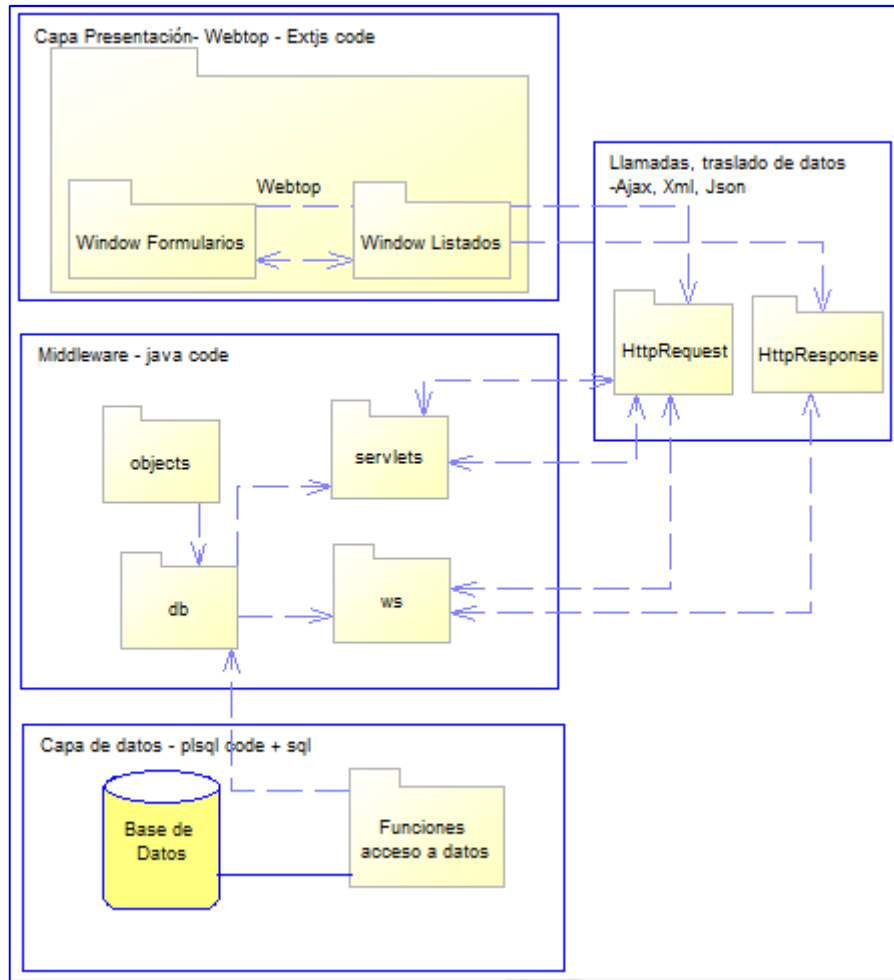 Capa Presentación- Webtop - Extjs code
Webtop
Window Formularios
Window Listados
Llamadas, traslado de datos
-Ajax, Xml, Json
HttpRequest
HttpResponse
Middleware - java code
objects
servlets
db
ws
Capa de datos - plsql code + sql
Base de
Datos
Funciones
acceso a datos